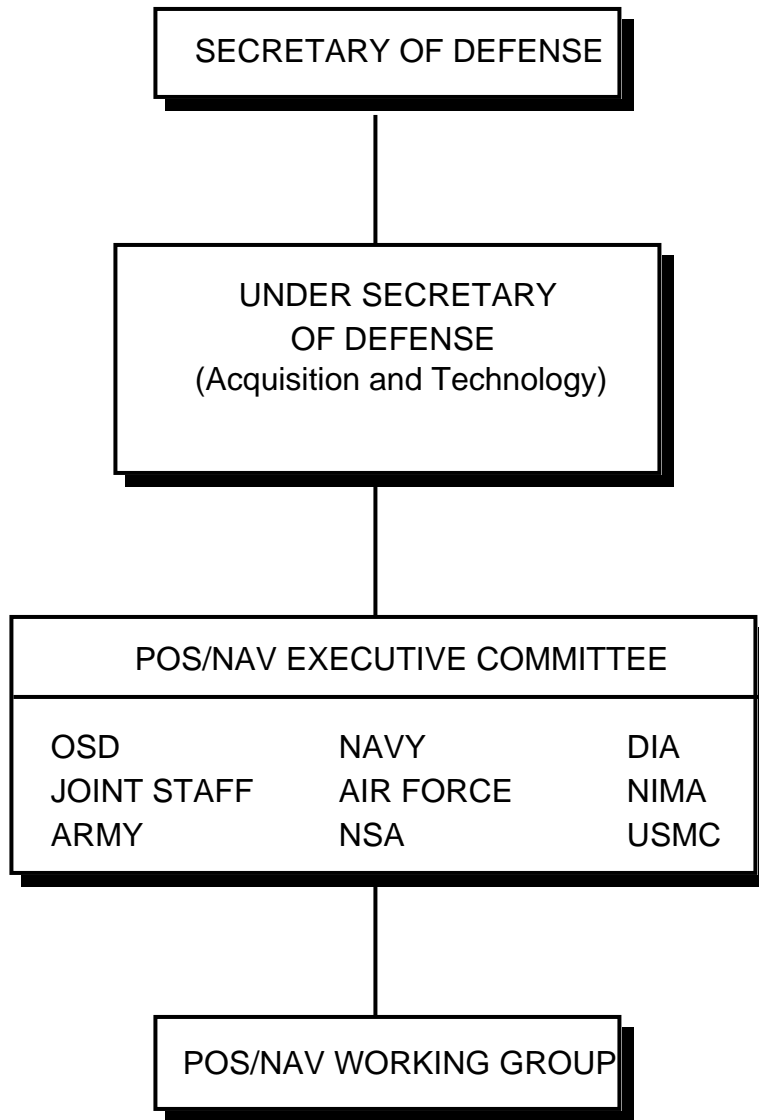 SECRETARY OF DEFENSE
UNDER SECRETARY
OF DEFENSE
(Acquisition and Technology)
POS/NAV EXECUTIVE COMMITTEE
OSD NAVY DIA
JOINT STAFF AIR FORCE NIMA
ARMY NSA USMC
POS/NAV WORKING GROUP